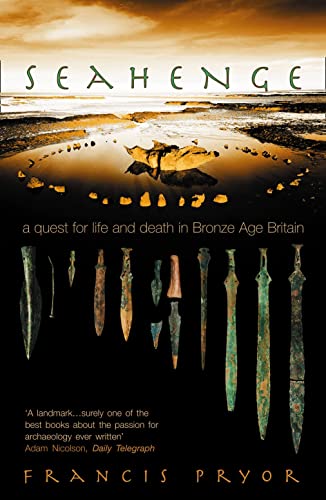 SEAHENGE
a quest for life and death in Bronze Age Britain
'A landmark...surely one of the
best books about the passion for
archaeology ever written'
Adam Nicolson, Daily Telegraph
FRANCIS PRYOR